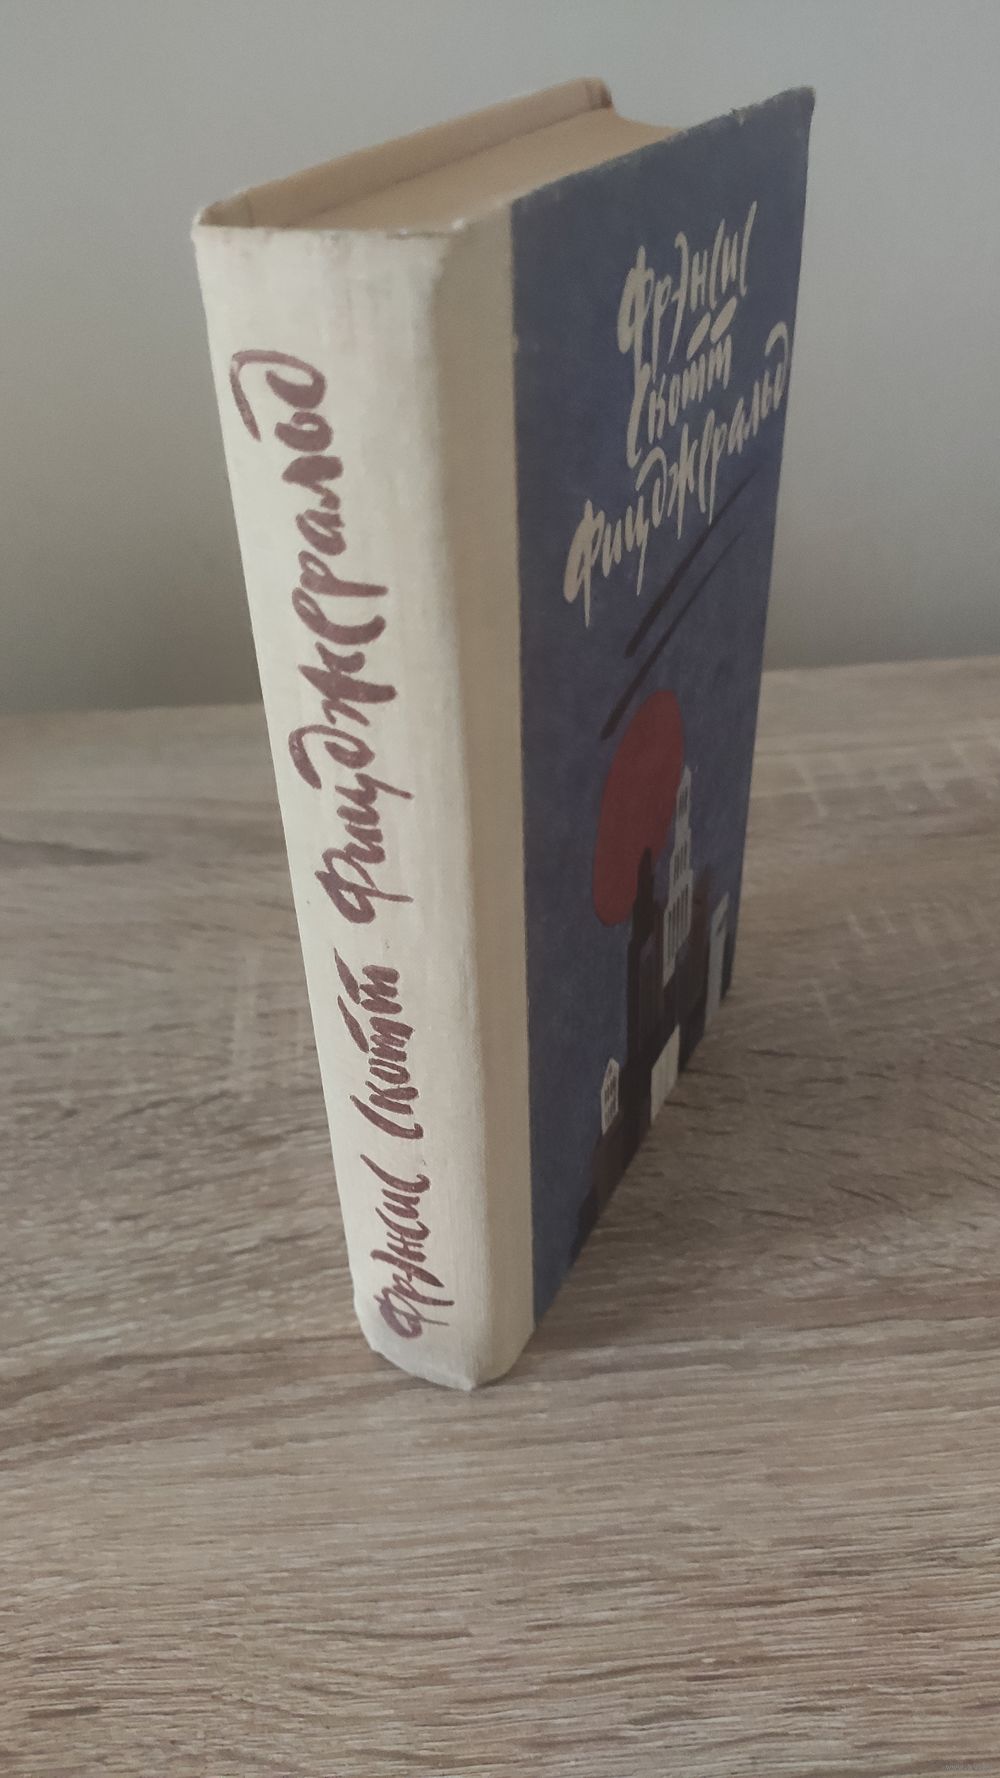 Фрэнсис Скотт Фицджеральд
Фрэнсис
Скотт
Фицджеральд